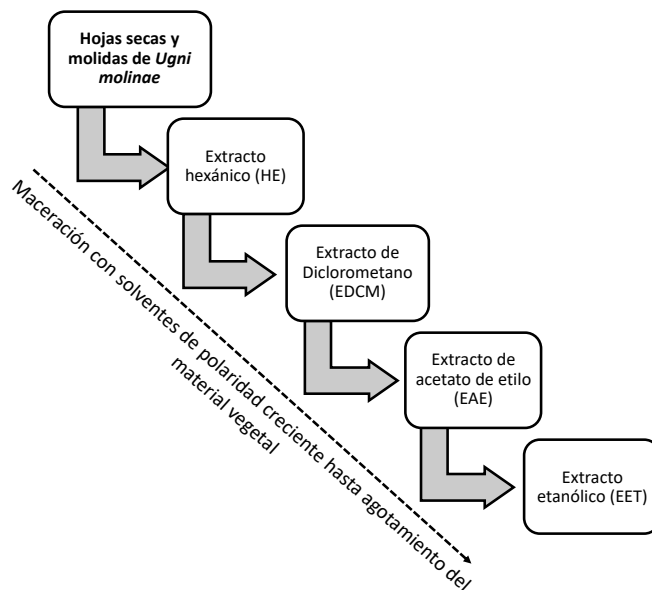 Hojas secas y
molidas de Ugni
molinae
Extracto
hexánico (HE)
Extracto de
Diclorometano
(EDCM)
Extracto de
acetato de etilo
(EAE)
Extracto
etanólico (EET)
Maceración con solventes de polaridad creciente hasta agotamiento del
material vegetal